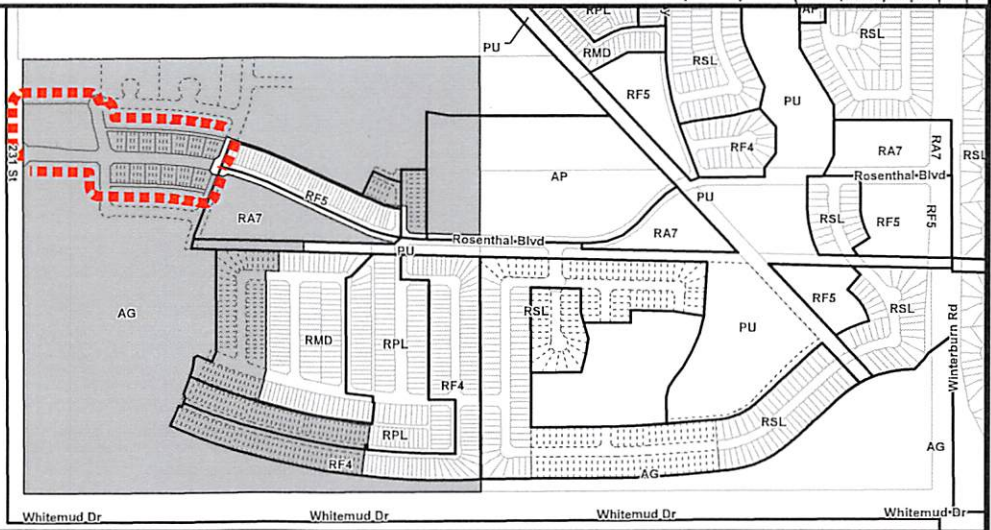 RPL
AP
PU
RMD
RSL
RSL
RF5
PU
RF4
RA7
RA7
RSL
231 St
AP
Rosenthal Blvd
RF5
PU
RSL
RF5
RF5
RA7
RA7
Rosenthal Blvd
PU
RF5
RSL
AG
RSL
PU
RMD
RPL
Winterburn Rd
RF4
RSL
RPL
AG
RF4
AG
Whitemud Dr
Whitemud Dr
Whitemud Dr
Whitemud Dr